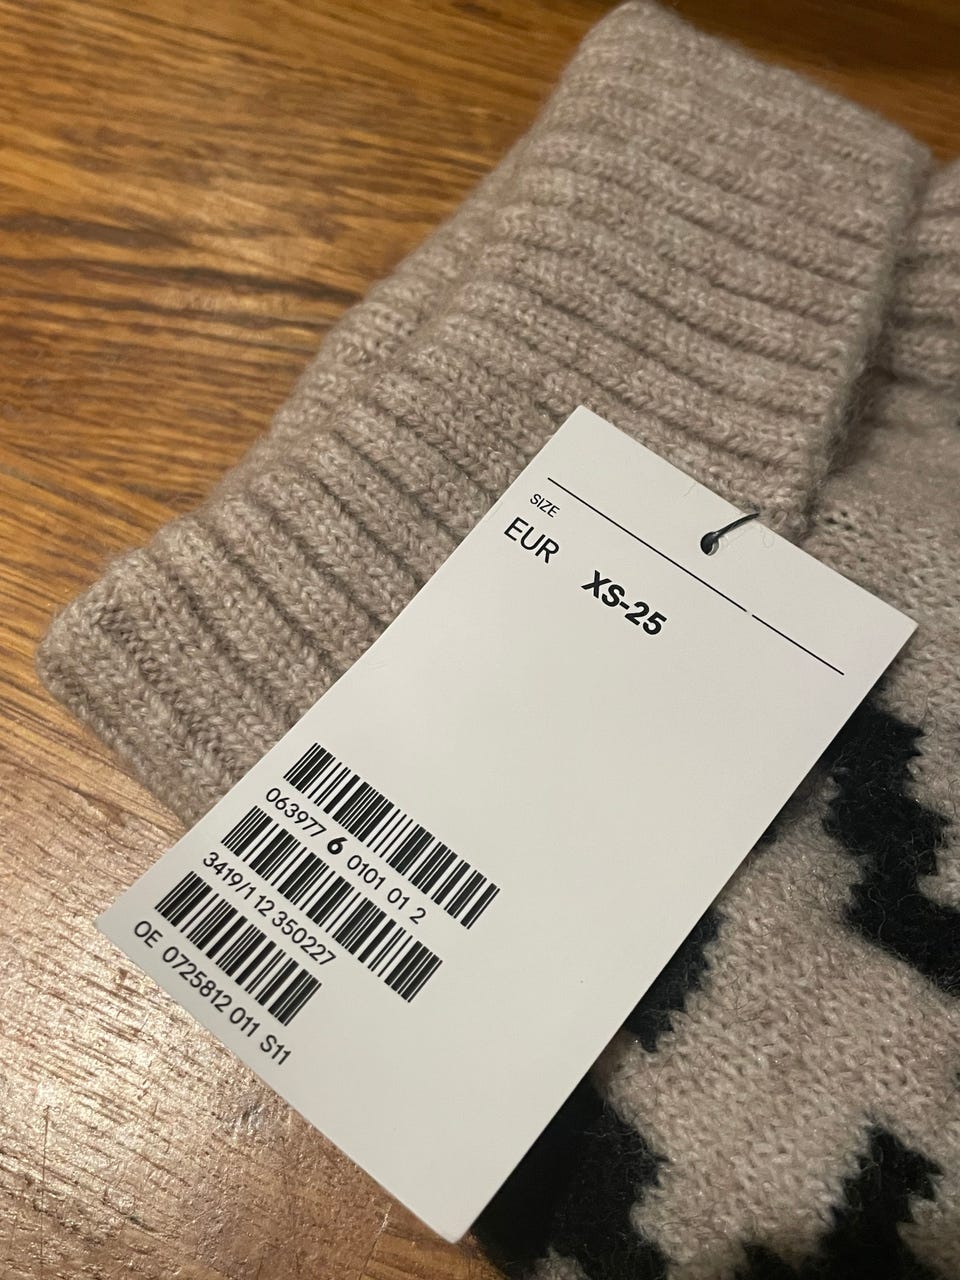 SIZE
EUR XS-25
063977 6 0101 01 2
3419/1 12 350227
OE 0725812 011 S11